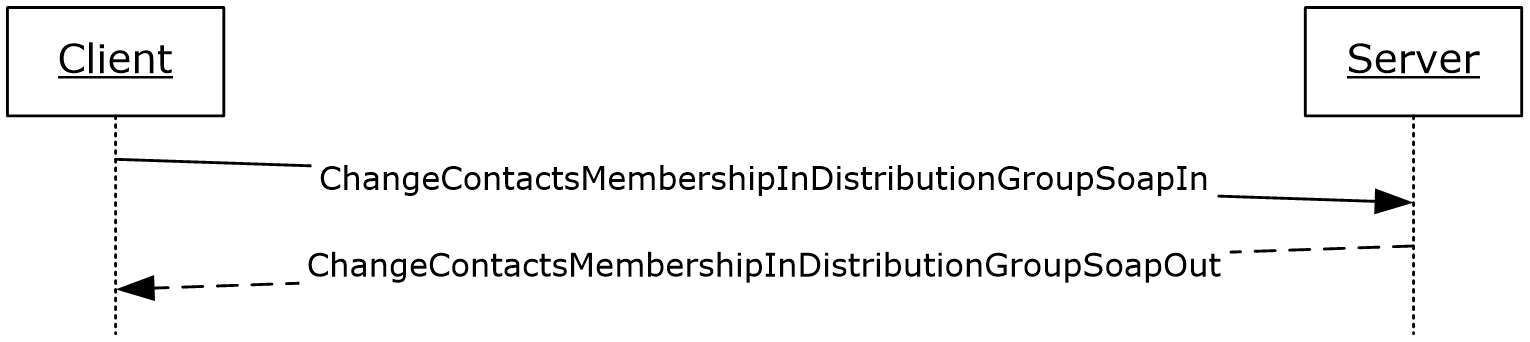 Client
Server
ChangeContactsMembershipInDistributionGroupSoapIn
ChangeContactsMembershipInDistributionGroupSoapOut